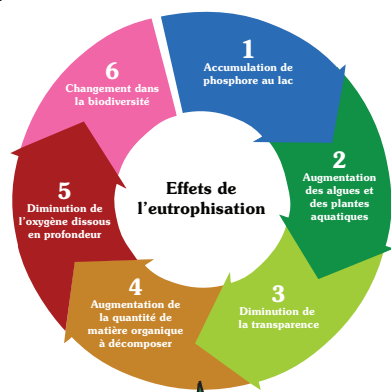 Effets de
l'eutrophisation
1
Accumulation de
phosphore au lac
2
Augmentation
des algues et
des plantes
aquatiques
3
Diminution de
la transparence
4
Augmentation de
la quantité de
matière organique
à décomposer
5
Diminution de
l'oxygène dissous
en profondeur
6
Changement dans
la biodiversité